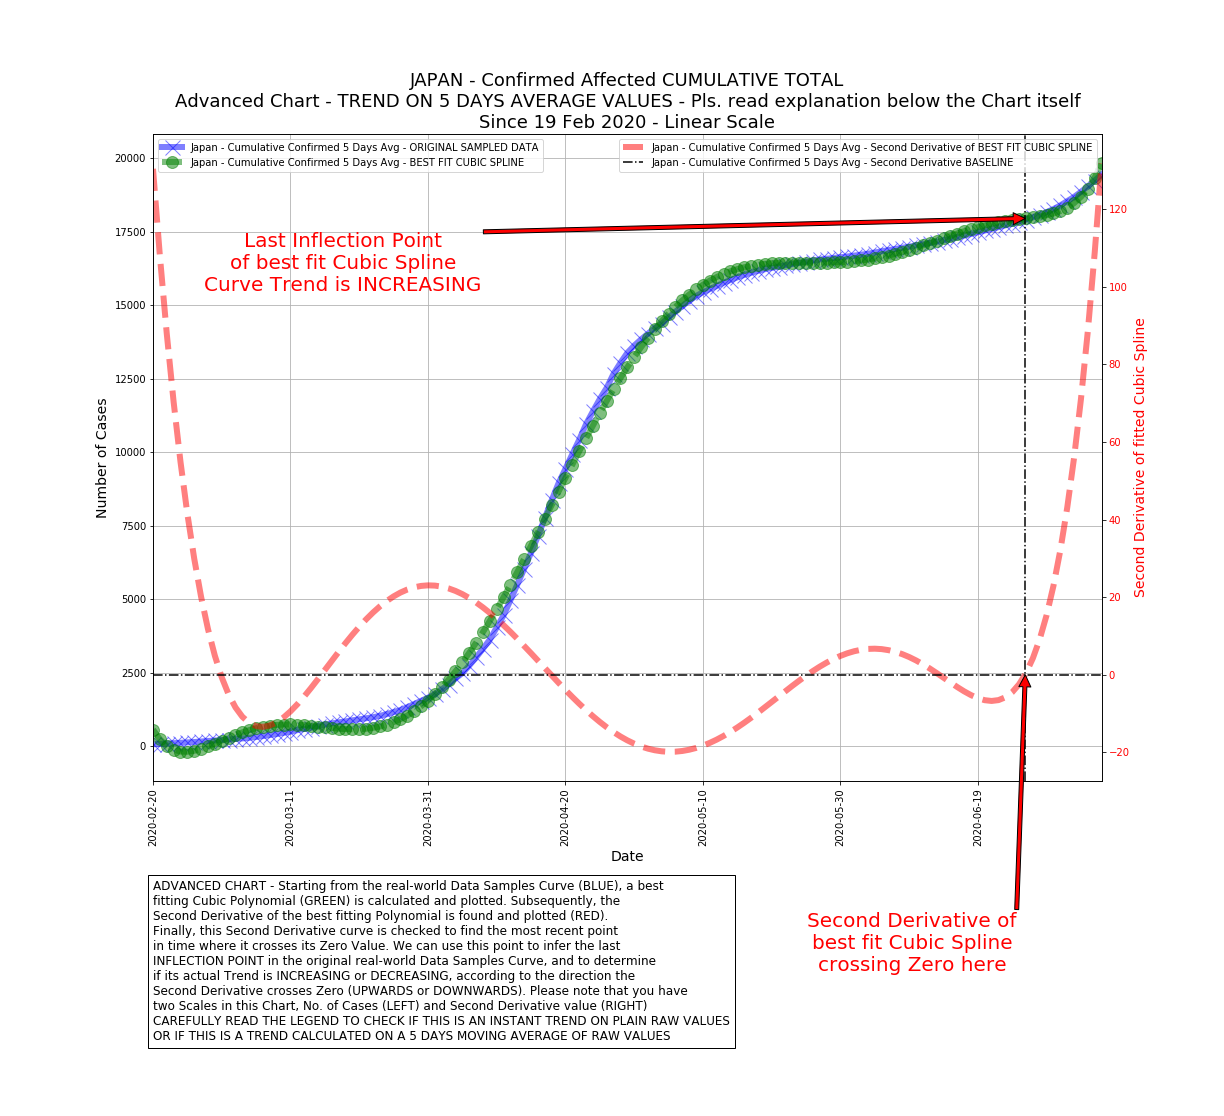 JAPAN - Confirmed Affected CUMULATIVE TOTAL
Advanced Chart - TREND ON 5 DAYS AVERAGE VALUES - Pls. read explanation below the Chart itself
Since 19 Feb 2020 - Linear Scale
Japan - Cumulative Confirmed 5 Days Avg - ORIGINAL SAMPLED DATA
Japan - Cumulative Confirmed 5 Days Avg - BEST FIT CUBIC SPLINE
Japan - Cumulative Confirmed 5 Days Avg - Second Derivative of BEST FIT CUBIC SPLINE
Japan - Cumulative Confirmed 5 Days Avg - Second Derivative BASELINE
Last Inflection Point
of best fit Cubic Spline
Curve Trend is INCREASING
Number of Cases
20000
17500
15000
12500
10000
7500
5000
2500
0
120
100
80
60
40
20
0
−20
Second Derivative of fitted Cubic Spline
2020-02-20
2020-03-11
2020-03-31
2020-04-20
2020-05-10
2020-05-30
2020-06-19
Date
ADVANCED CHART - Starting from the real-world Data Samples Curve (BLUE), a best
fitting Cubic Polynomial (GREEN) is calculated and plotted. Subsequently, the
Second Derivative of the best fitting Polynomial is found and plotted (RED).
Finally, this Second Derivative curve is checked to find the most recent point
in time where it crosses its Zero Value. We can use this point to infer the last
INFLECTION POINT in the original real-world Data Samples Curve, and to determine
if its actual Trend is INCREASING or DECREASING, according to the direction the
Second Derivative crosses Zero (UPWARDS or DOWNWARDS). Please note that you have
two Scales in this Chart, No. of Cases (LEFT) and Second Derivative value (RIGHT)
CAREFULLY READ THE LEGEND TO CHECK IF THIS IS AN INSTANT TREND ON PLAIN RAW VALUES
OR IF THIS IS A TREND CALCULATED ON A 5 DAYS MOVING AVERAGE OF RAW VALUES
Second Derivative of
best fit Cubic Spline
crossing Zero here